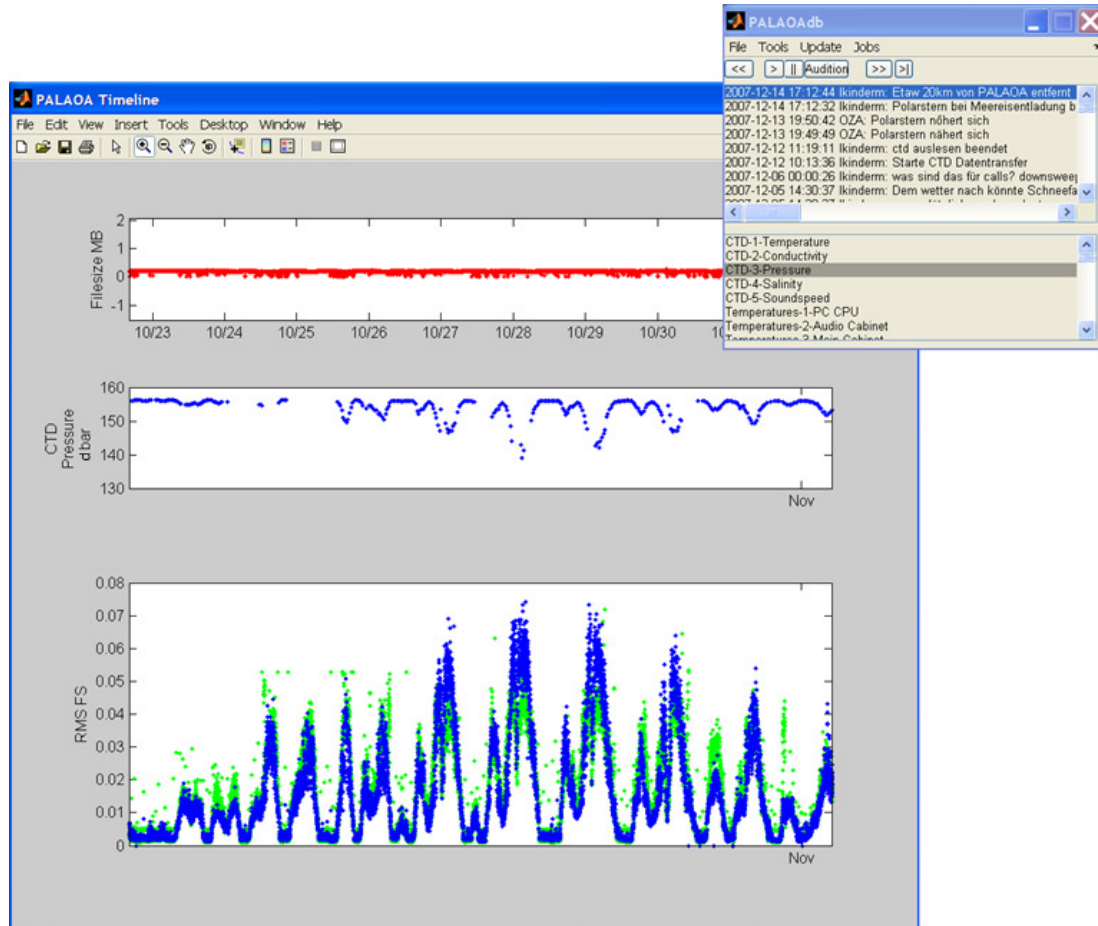 PALAOAdb
File Tools Update Jobs
<< > || Audition >> >|
2007-12-14 17:12:44 lkinderm: Etaw 20km von PALAOA entfernt
2007-12-14 17:12:32 lkinderm: Polarstern bei Meereisentladung b
2007-12-13 19:50:42 OZA: Polarstern nöhert sich
2007-12-13 19:49:49 OZA: Polarstern nähert sich
2007-12-12 11:19:11 lkinderm: ctd auslesen beendet
2007-12-12 10:13:36 lkinderm: Starte CTD Datentransfer
2007-12-06 00:00:26 lkinderm: was sind das für calls? downsweep
2007-12-05 14:30:37 lkinderm: Dem wetter nach könnte Schneefa
CTD-1-Temperature
CTD-2-Conductivity
CTD-3-Pressure
CTD-4-Salinity
CTD-5-Soundspeed
Temperatures-1-PC CPU
Temperatures-2-Audio Cabinet
Temperatures-3-Main Cabinet
PALAOA Timeline
File Edit View Insert Tools Desktop Window Help
Filesize MB
2
1
0
-1
10/23 10/24 10/25 10/26 10/27 10/28 10/29 10/30
CTD
Pressure
dbar
160
150
140
130
Nov
RMS FS
0.08
0.07
0.06
0.05
0.04
0.03
0.02
0.01
0
Nov